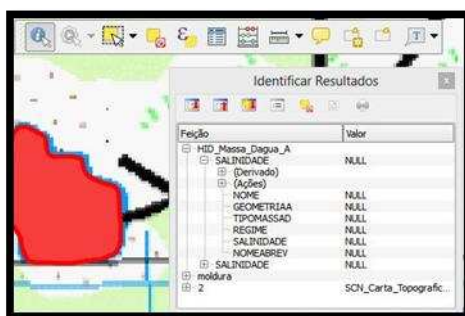 T
Identificar Resultados
x
Feição Valor
HID_Massa_Dagua_A
SALINIDADE NULL
(Derivado)
(Ações)
NOME NULL
GEOMETRIAA NULL
TIPOMASSAD NULL
REGIME NULL
SALINIDADE NULL
NOMEABREV NULL
SALINIDADE NULL
moldura
2 SCN_Carta_Topografic...